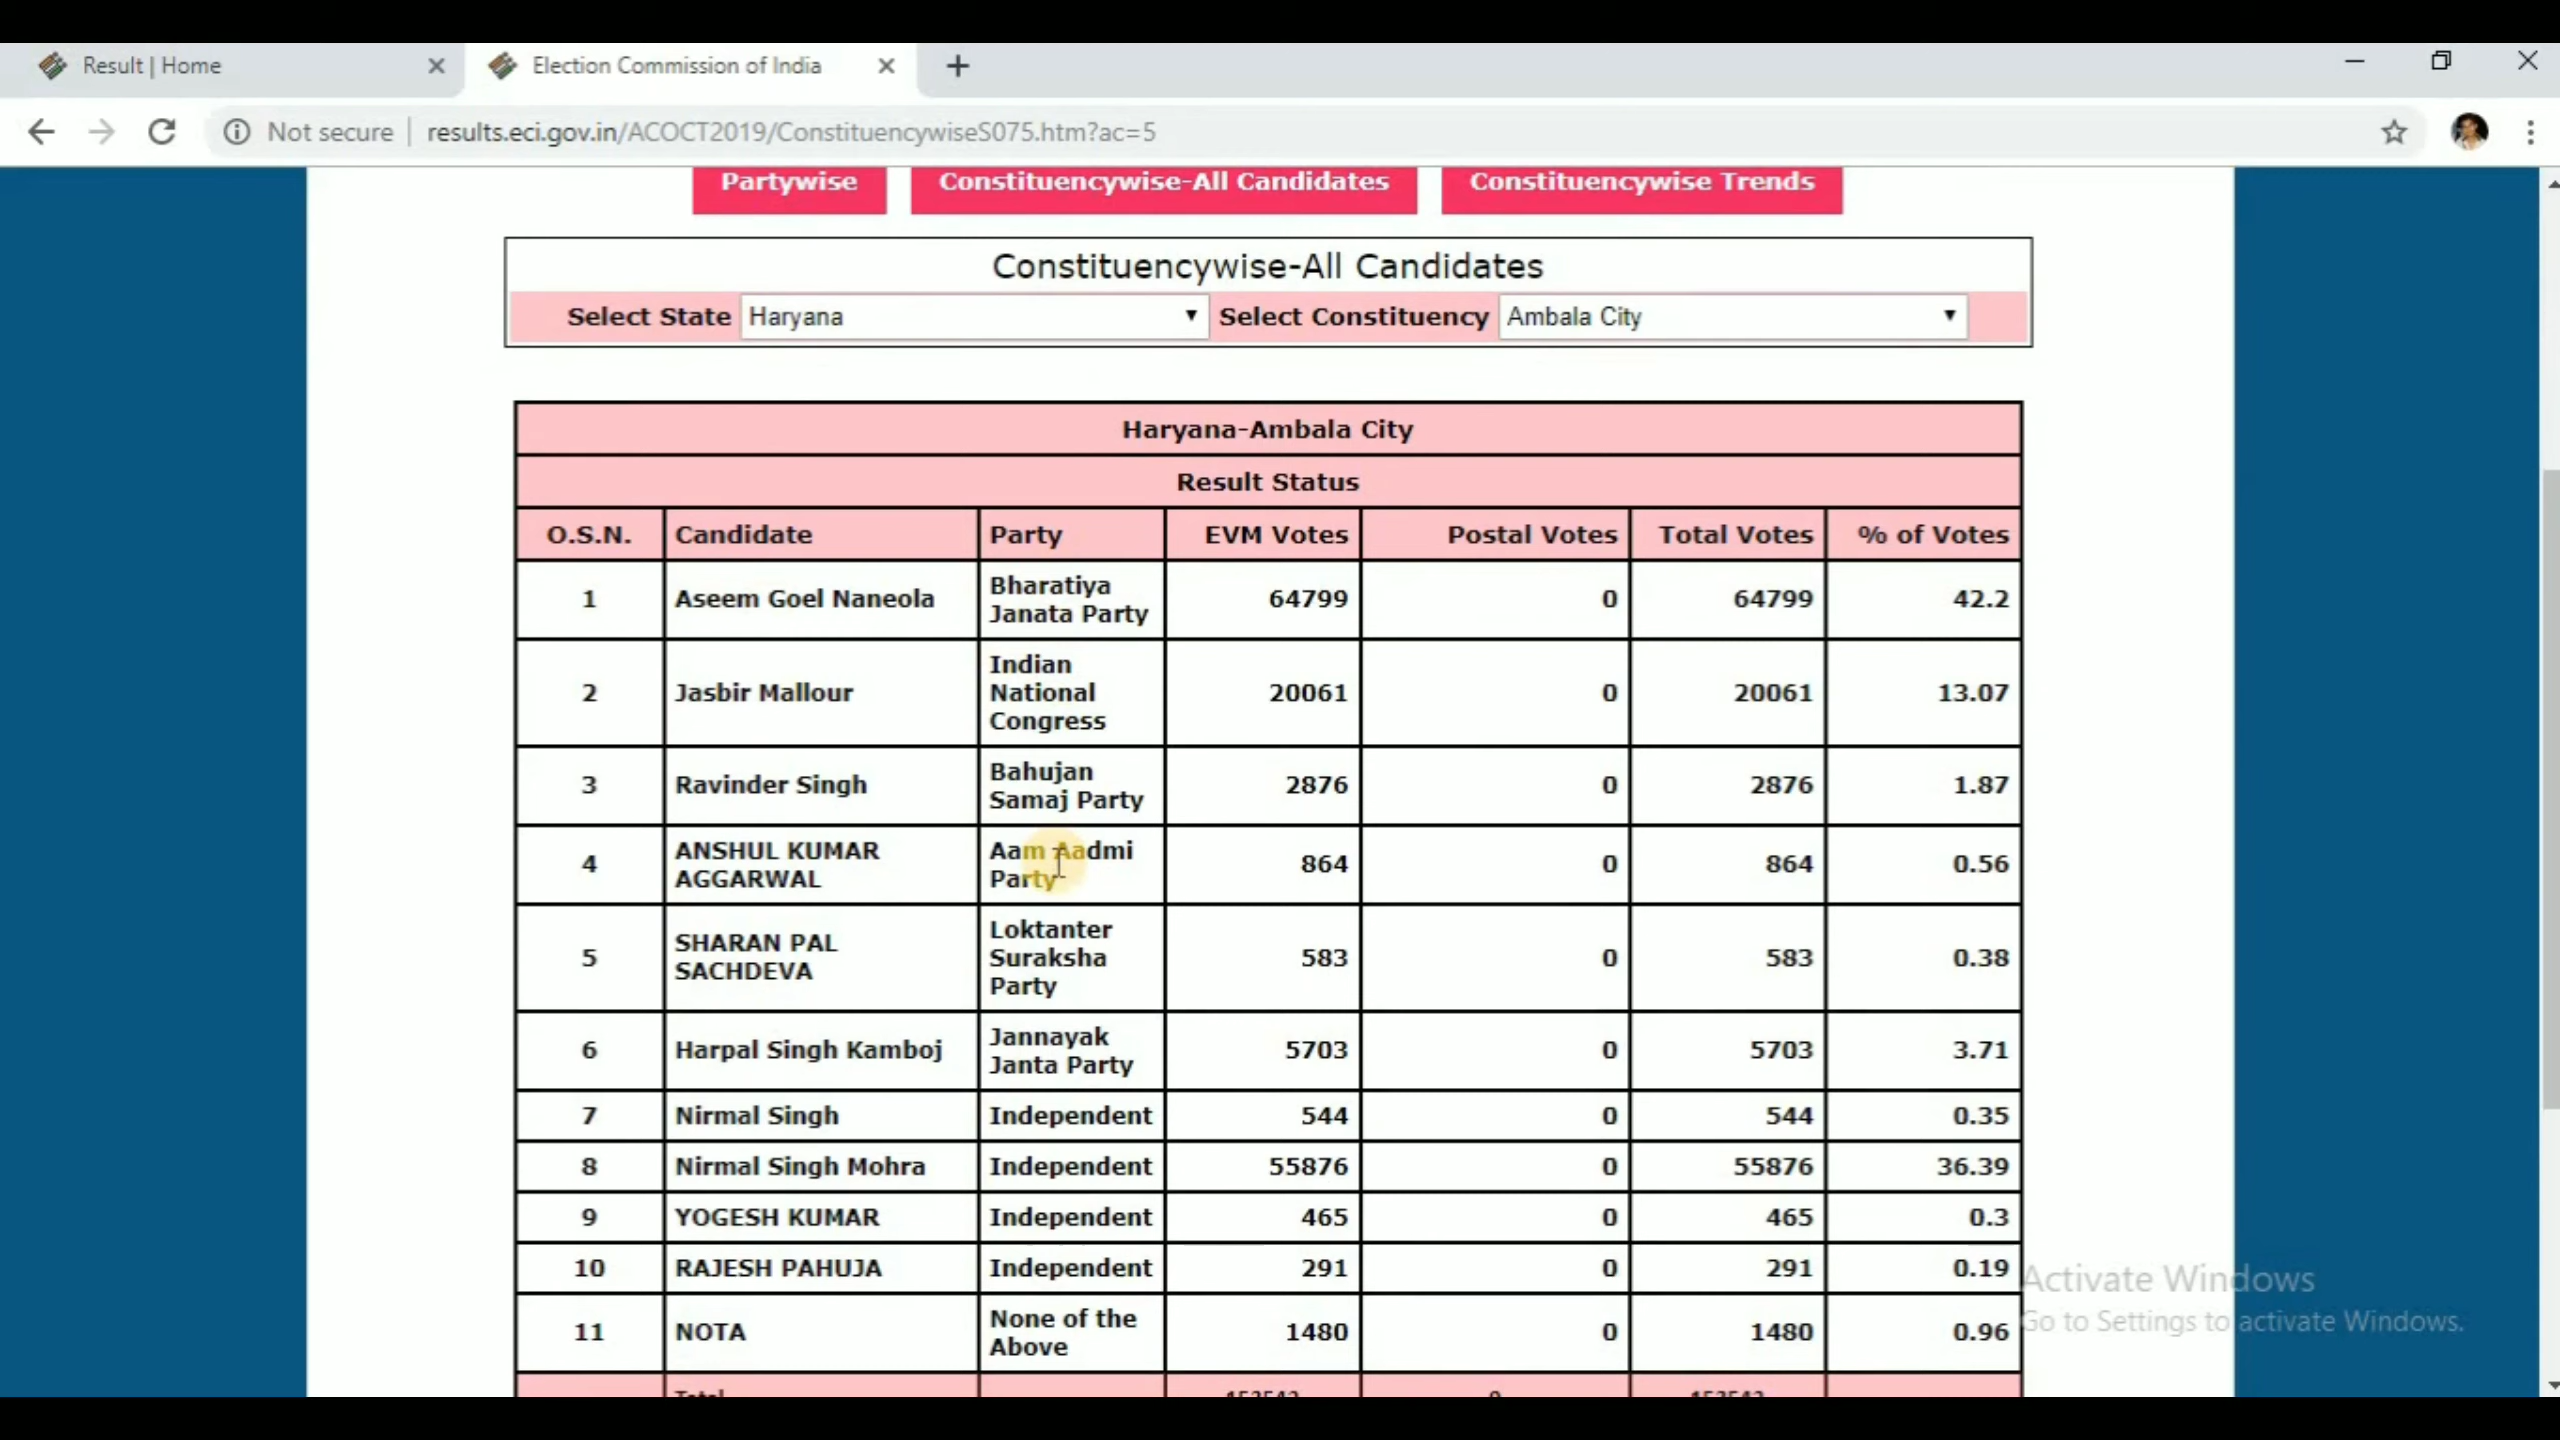 Result | Home
Election Commission of India
Not secure | results.eci.gov.in/ACOCT2019/ConstituencywiseS075.htm?ac=5
Partywise Constituencywise-All Candidates Constituencywise Trends
Constituencywise-All Candidates
Select State Haryana Select Constituency Ambala City
Haryana-Ambala City
Result Status
O.S.N. Candidate Party EVM Votes Postal Votes Total Votes % of Votes
1 Aseem Goel Naneola Bharatiya Janata Party 64799 0 64799 42.2
2 Jasbir Mallour Indian National Congress 20061 0 20061 13.07
3 Ravinder Singh Bahujan Samaj Party 2876 0 2876 1.87
4 ANSHUL KUMAR AGGARWAL Aam Aadmi Party 864 0 864 0.56
5 SHARAN PAL SACHDEVA Loktanter Suraksha Party 583 0 583 0.38
6 Harpal Singh Kamboj Jannayak Janta Party 5703 0 5703 3.71
7 Nirmal Singh Independent 544 0 544 0.35
8 Nirmal Singh Mohra Independent 55876 0 55876 36.39
9 YOGESH KUMAR Independent 465 0 465 0.3
10 RAJESH PAHUJA Independent 291 0 291 0.19
11 NOTA None of the Above 1480 0 1480 0.96
Activate Windows
Go to Settings to activate Windows.